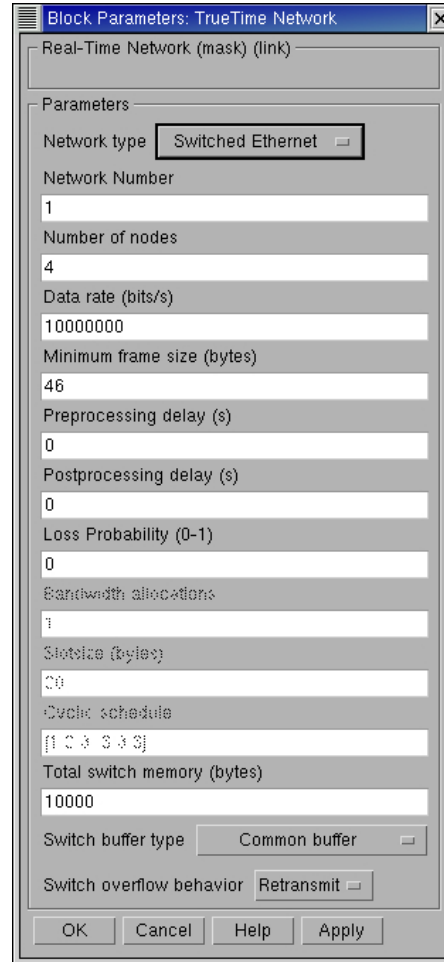 Block Parameters: TrueTime Network
Real-Time Network (mask) (link)
Parameters
Network type Switched Ethernet
Network Number
1
Number of nodes
4
Data rate (bits/s)
10000000
Minimum frame size (bytes)
46
Preprocessing delay (s)
0
Postprocessing delay (s)
0
Loss Probability (0-1)
0
Bandwidth allocations
1
Slotsize (bytes)
Cyclic schedule
Total switch memory (bytes)
10000
Switch buffer type Common buffer
Switch overflow behavior Retransmit
OK Cancel Help Apply